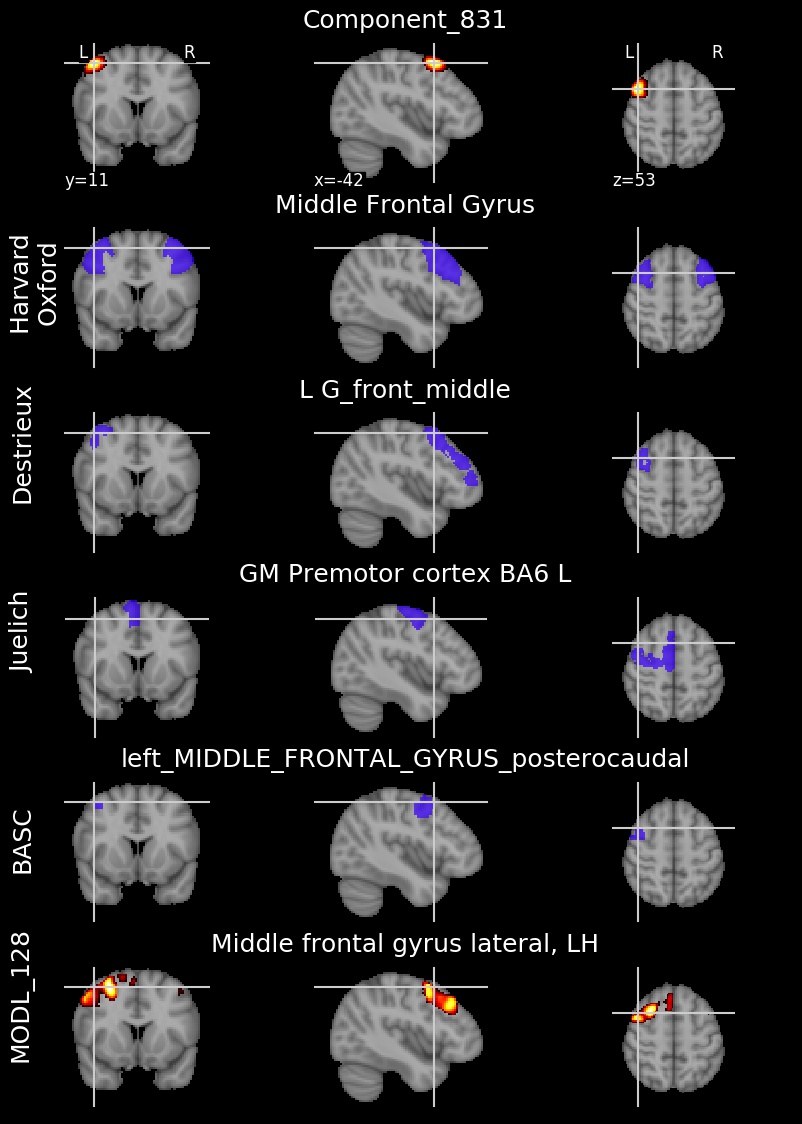 Component_831
L R
L R
y=11
x=-42
z=53
Middle Frontal Gyrus
Harvard
Oxford
L G_front_middle
Destrieux
GM Premotor cortex BA6 L
Juelich
left_MIDDLE_FRONTAL_GYRUS_posterocaudal
BASC
Middle frontal gyrus lateral, LH
MODL_128